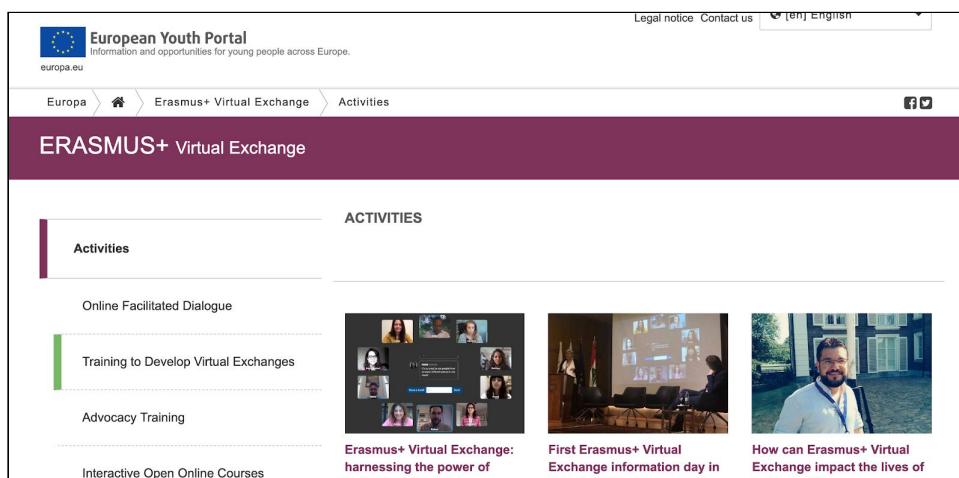 Legal notice Contact us
[en] English
European Youth Portal
Information and opportunities for young people across Europe.
europa.eu
Europa
Erasmus+ Virtual Exchange
Activities
ERASMUS+ Virtual Exchange
Activities
Online Facilitated Dialogue
Training to Develop Virtual Exchanges
Advocacy Training
Interactive Open Online Courses
ACTIVITIES
Erasmus+ Virtual Exchange:
harnessing the power of
First Erasmus+ Virtual
Exchange information day in
How can Erasmus+ Virtual
Exchange impact the lives of